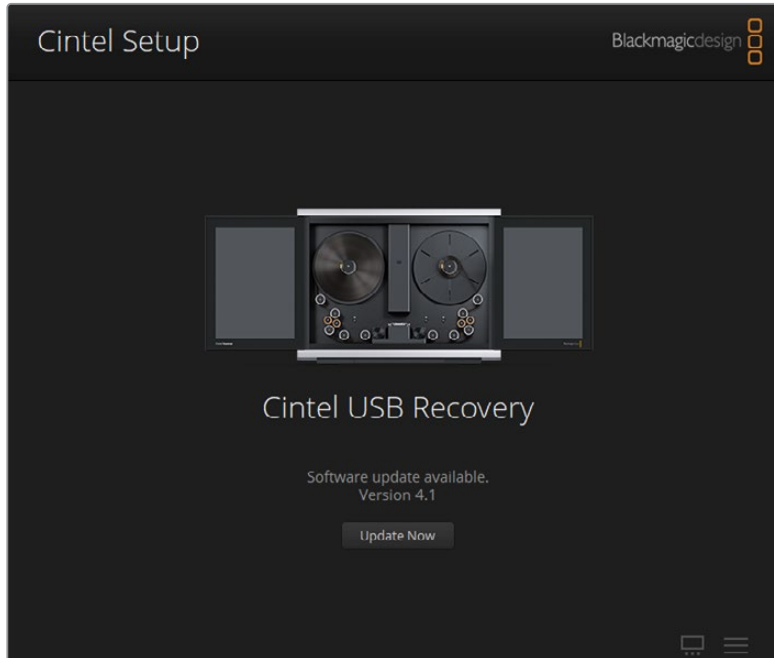 Cintel Setup
Blackmagicdesign
Cintel USB Recovery
Software update available.
Version 4.1
Update Now